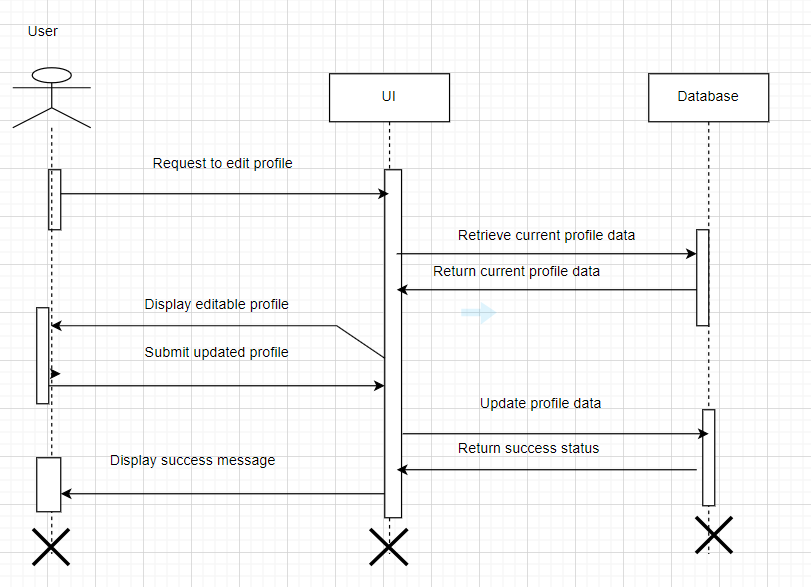 User
UI
Database
Request to edit profile
Retrieve current profile data
Return current profile data
Display editable profile
Submit updated profile
Update profile data
Return success status
Display success message